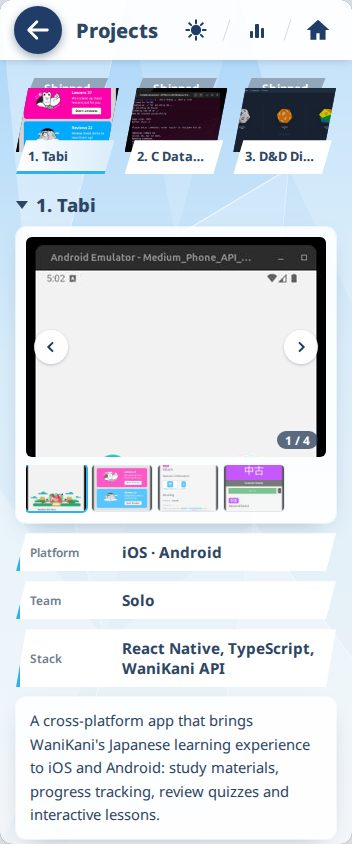 Projects
Shipped
Shipped
Shipped
Lessons
Reviews
1. Tabi
2. C Data...
3. D&D Di...
1. Tabi
Android Emulator - Medium_Phone_API_...
5:02
1 / 4
中古
Platform
iOS · Android
Team
Solo
Stack
React Native, TypeScript,
WaniKani API
A cross-platform app that brings
WaniKani's Japanese learning experience
to iOS and Android: study materials,
progress tracking, review quizzes and
interactive lessons.